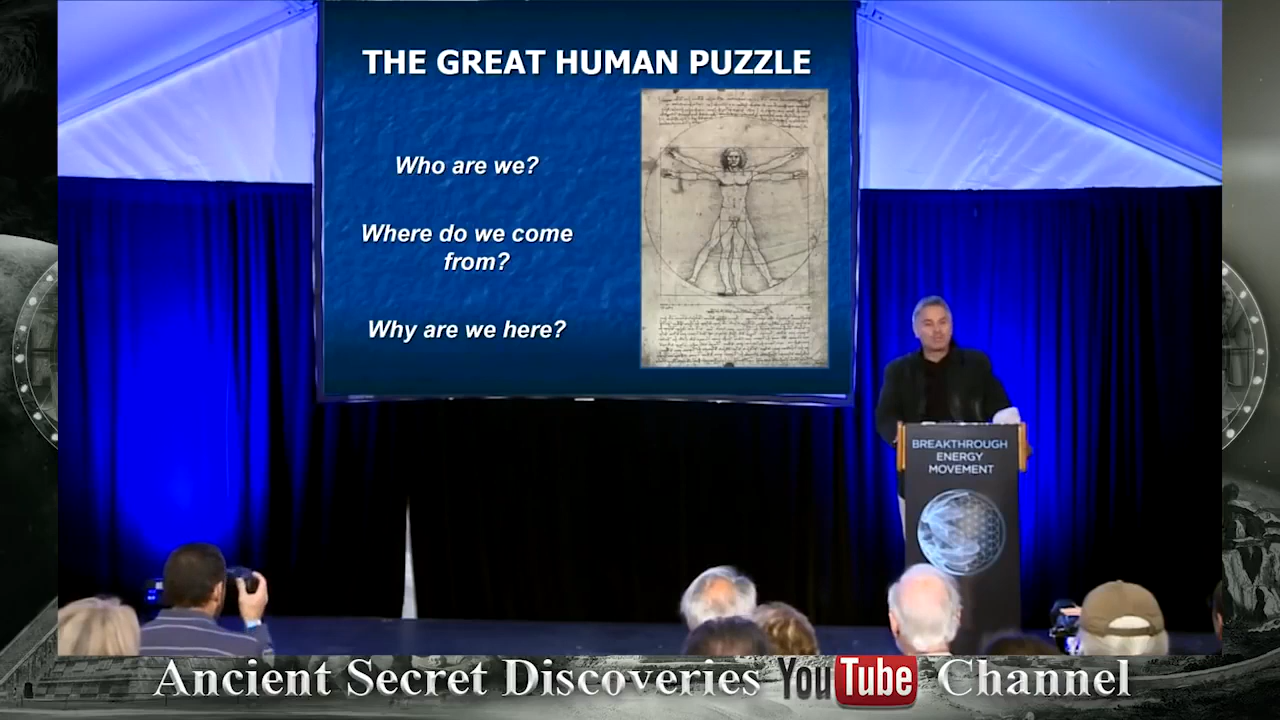 THE GREAT HUMAN PUZZLE
Who are we?
Where do we come
from?
Why are we here?
BREAKTHROUGH
ENERGY
MOVEMENT
Ancient Secret Discoveries YouTube Channel